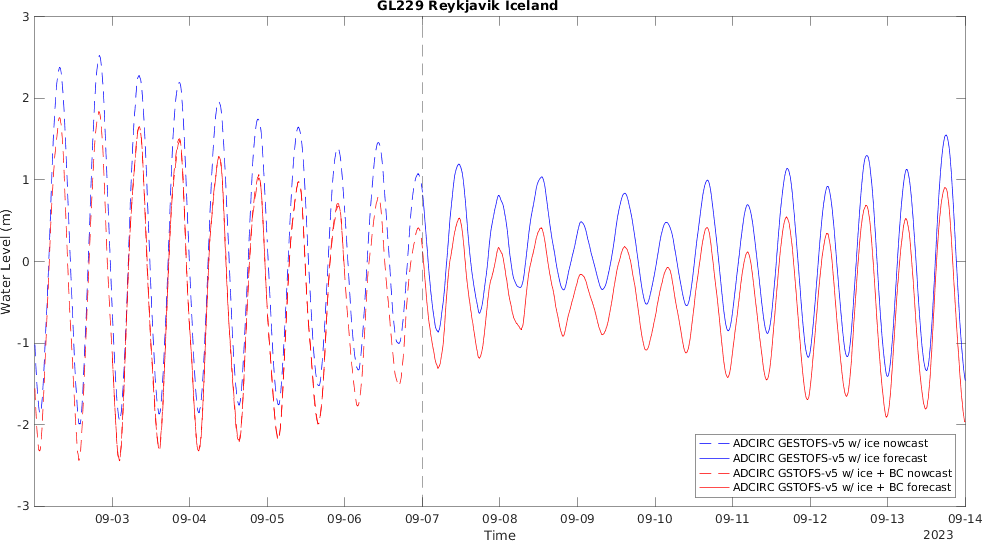 GL229 Reykjavik Iceland
3
2
1
0
-1
-2
-3
Water Level (m)
09-03
09-04
09-05
09-06
09-07
09-08
09-09
09-10
09-11
09-12
09-13
09-14
Time
2023
ADCIRC GESTOFS-v5 w/ ice nowcast
ADCIRC GESTOFS-v5 w/ ice forecast
ADCIRC GSTOFS-v5 w/ ice + BC nowcast
ADCIRC GSTOFS-v5 w/ ice + BC forecast